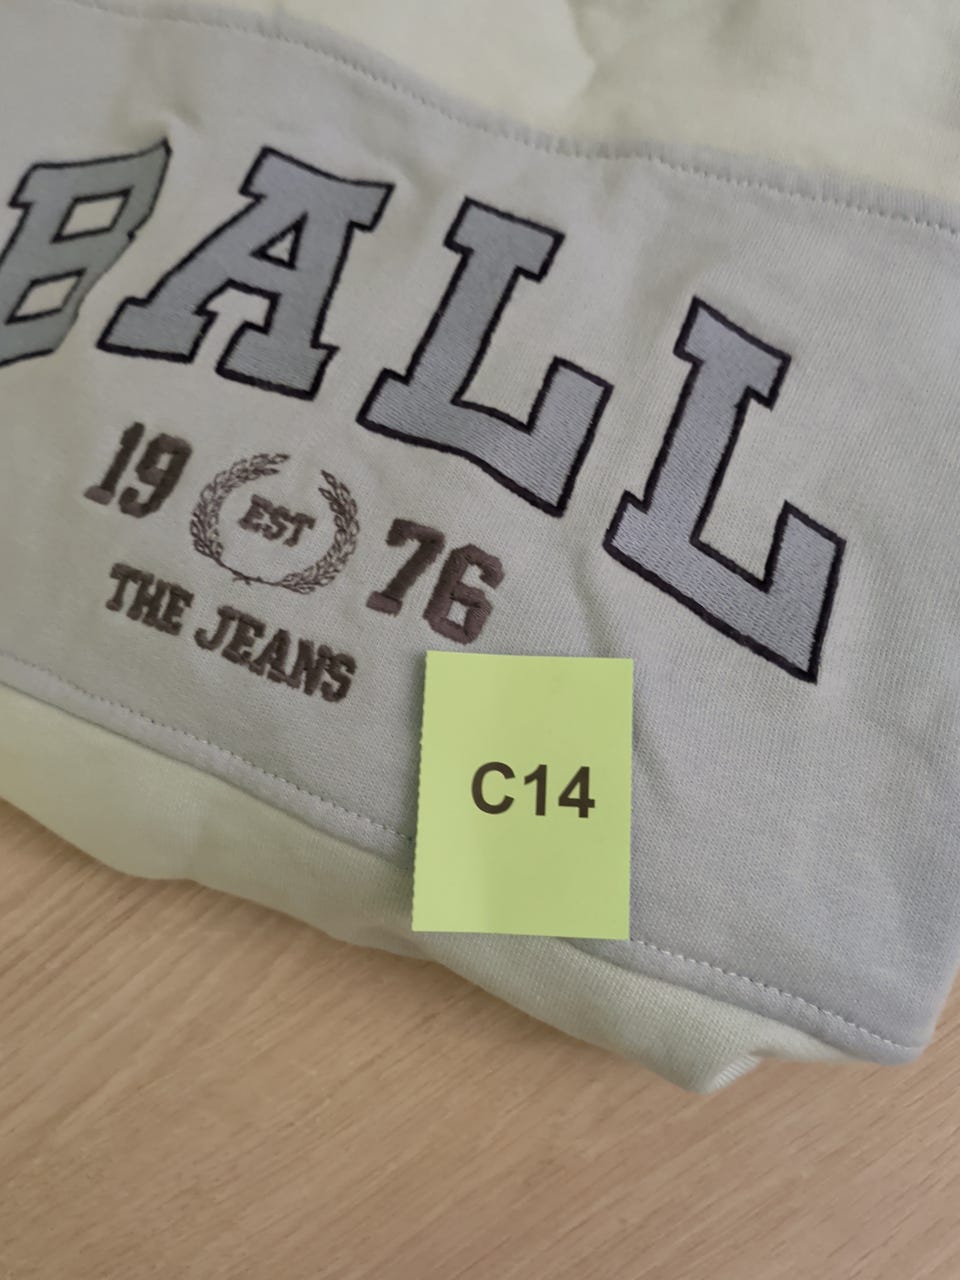 BALL
19 EST 76
THE JEANS
C14